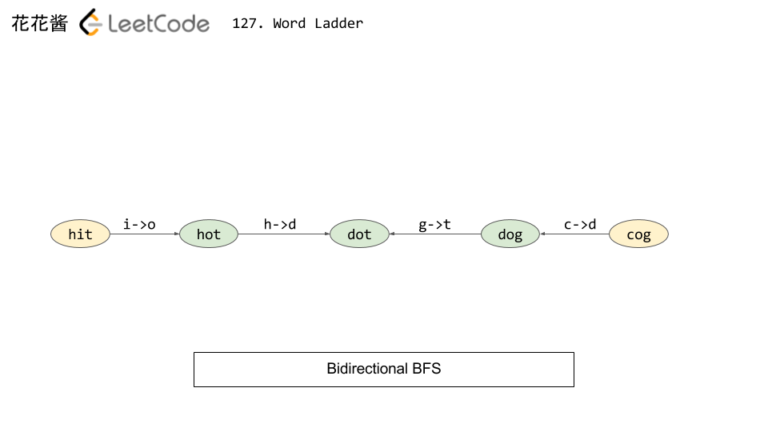 花花酱 LeetCode 127. Word Ladder
i->o h->d g->t c->d
hit hot dot dog cog
Bidirectional BFS